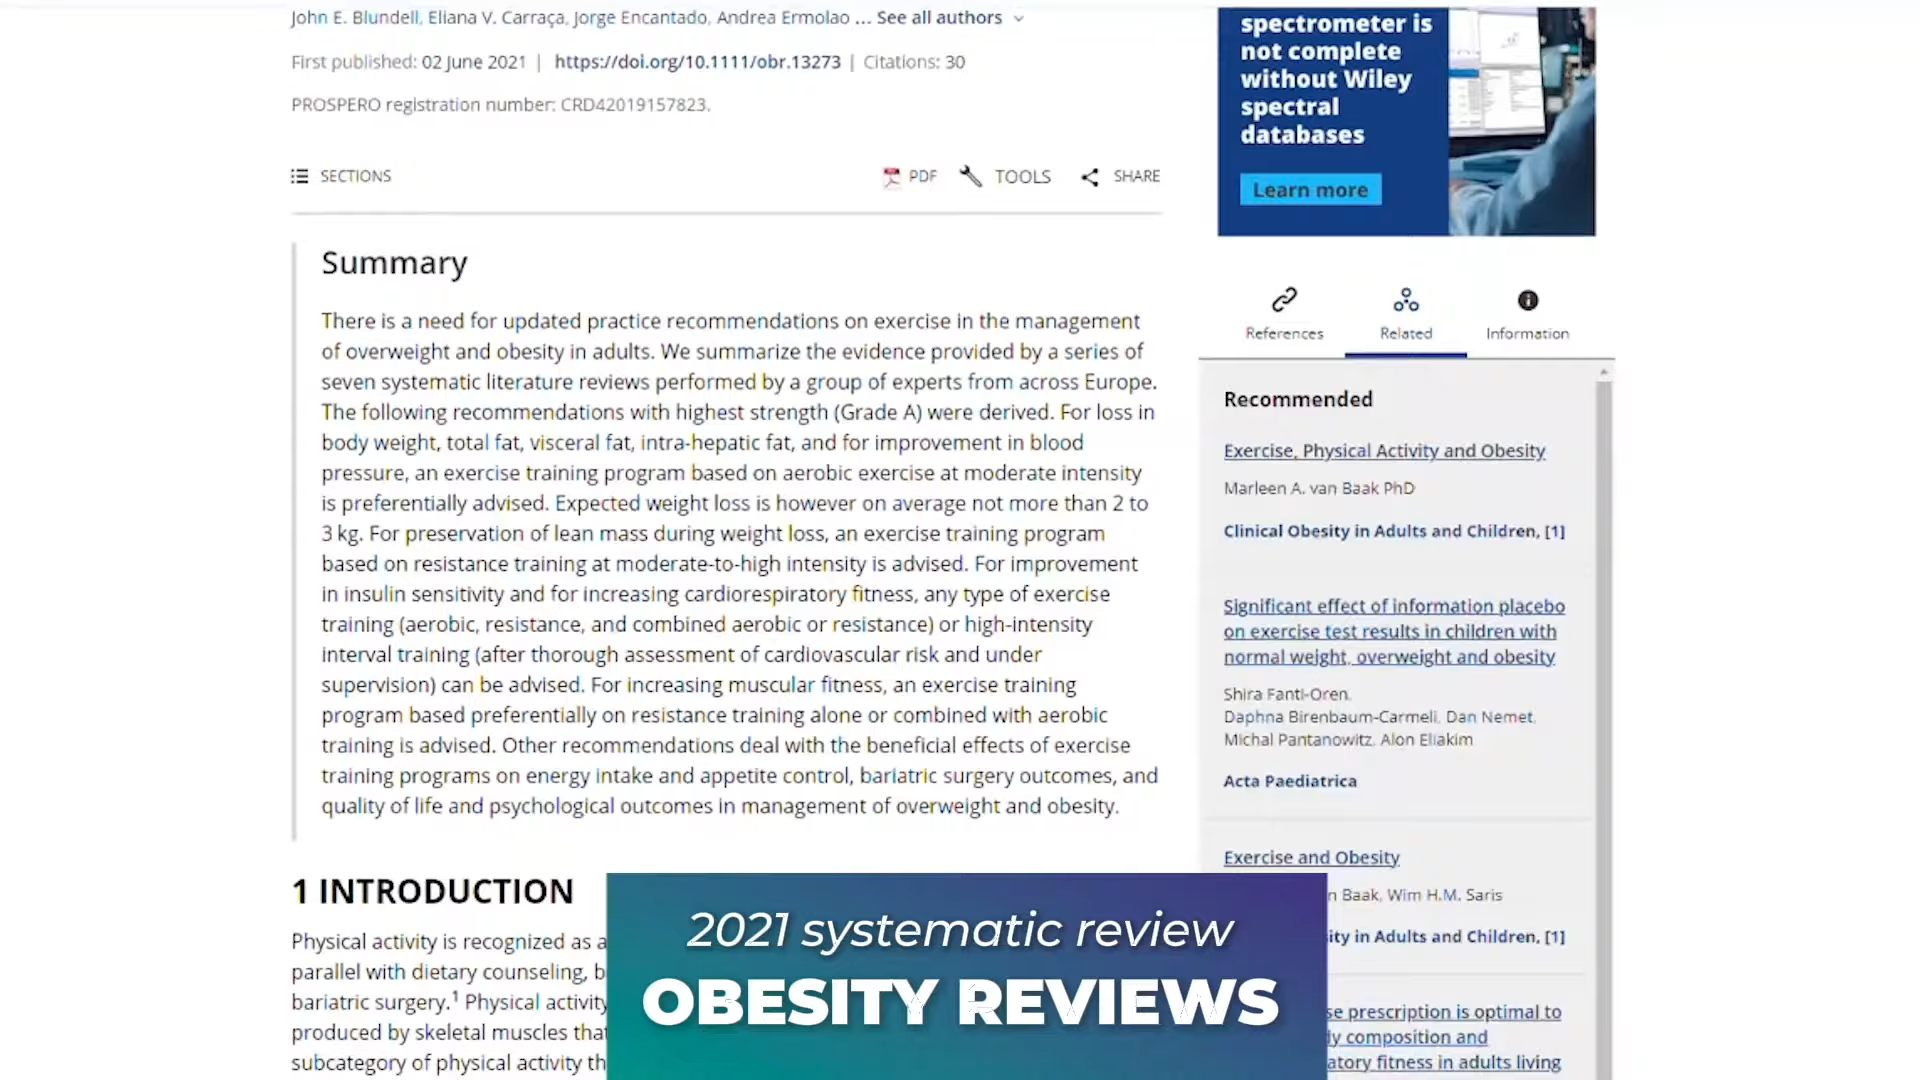 John E. Blundell, Eliana V. Carraça, Jorge Encantado, Andrea Ermolao ... See all authors
First published: 02 June 2021 | https://doi.org/10.1111/obr.13273 | Citations: 30
PROSPERO registration number: CRD42019157823.
SECTIONS
PDF TOOLS SHARE
Summary
There is a need for updated practice recommendations on exercise in the management
of overweight and obesity in adults. We summarize the evidence provided by a series of
seven systematic literature reviews performed by a group of experts from across Europe.
The following recommendations with highest strength (Grade A) were derived. For loss in
body weight, total fat, visceral fat, intra-hepatic fat, and for improvement in blood
pressure, an exercise training program based on aerobic exercise at moderate intensity
is preferentially advised. Expected weight loss is however on average not more than 2 to
3 kg. For preservation of lean mass during weight loss, an exercise training program
based on resistance training at moderate-to-high intensity is advised. For improvement
in insulin sensitivity and for increasing cardiorespiratory fitness, any type of exercise
training (aerobic, resistance, and combined aerobic or resistance) or high-intensity
interval training (after thorough assessment of cardiovascular risk and under
supervision) can be advised. For increasing muscular fitness, an exercise training
program based preferentially on resistance training alone or combined with aerobic
training is advised. Other recommendations deal with the beneficial effects of exercise
training programs on energy intake and appetite control, bariatric surgery outcomes, and
quality of life and psychological outcomes in management of overweight and obesity.
1 INTRODUCTION
Physical activity is recognized as a
parallel with dietary counseling, b
bariatric surgery.1 Physical activity
produced by skeletal muscles that
subcategory of physical activity th
spectrometer is
not complete
without Wiley
spectral
databases
Learn more
References Related Information
Recommended
Exercise, Physical Activity and Obesity
Marleen A. van Baak PhD
Clinical Obesity in Adults and Children, [1]
Significant effect of information placebo
on exercise test results in children with
normal weight, overweight and obesity
Shira Fanti-Oren,
Daphna Birenbaum-Carmeli, Dan Nemet,
Michal Pantanowitz, Alon Eliakim
Acta Paediatrica
Exercise and Obesity
n Baak, Wim H.M. Saris
ity in Adults and Children, [1]
se prescription is optimal to
y composition and
atory fitness in adults living
2021 systematic review
OBESITY REVIEWS